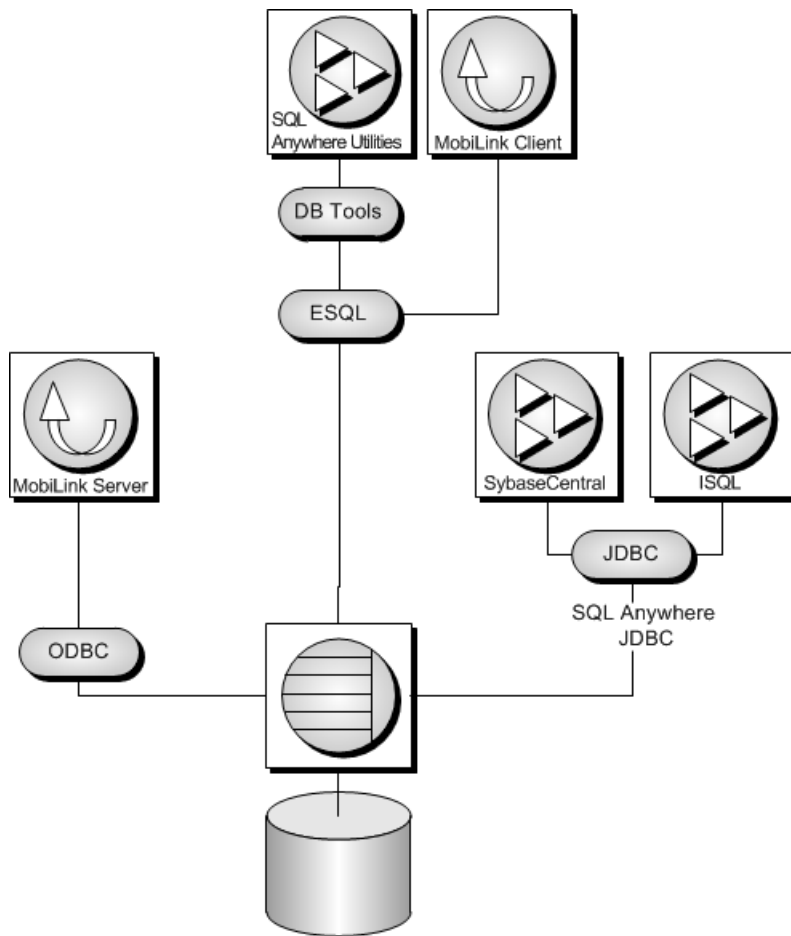 SQL
Anywhere Utilities
MobiLink Client
DB Tools
ESQL
MobiLink Server
SybaseCentral
ISQL
JDBC
SQL Anywhere
JDBC
ODBC